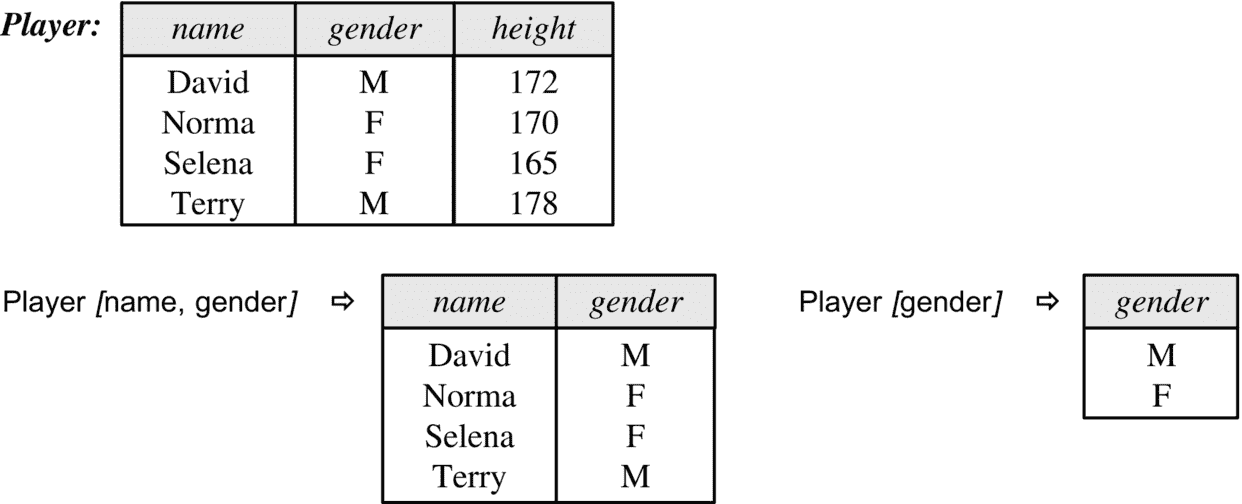 Player: name gender height
David M 172
Norma F 170
Selena F 165
Terry M 178
Player [name, gender] ⇨ name gender
David M
Norma F
Selena F
Terry M
Player [gender] ⇨ gender
M
F